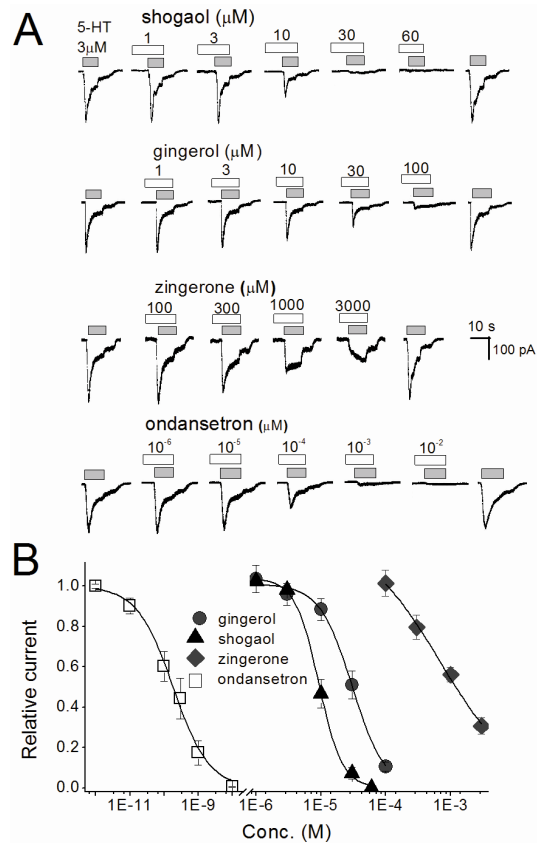 A
shogaol (μM)
5-HT
3μM
1 3 10 30 60
gingerol (μM)
1 3 10 30 100
zingerone (μM)
100 300 1000 3000
10 s
100 pA
ondansetron (μM)
10⁻⁶ 10⁻⁵ 10⁻⁴ 10⁻³ 10⁻²
B
Relative current
1.0
0.8
0.6
0.4
0.2
0.0
gingerol
shogaol
zingerone
ondansetron
1E-11 1E-9 1E-6 1E-5 1E-4 1E-3
Conc. (M)